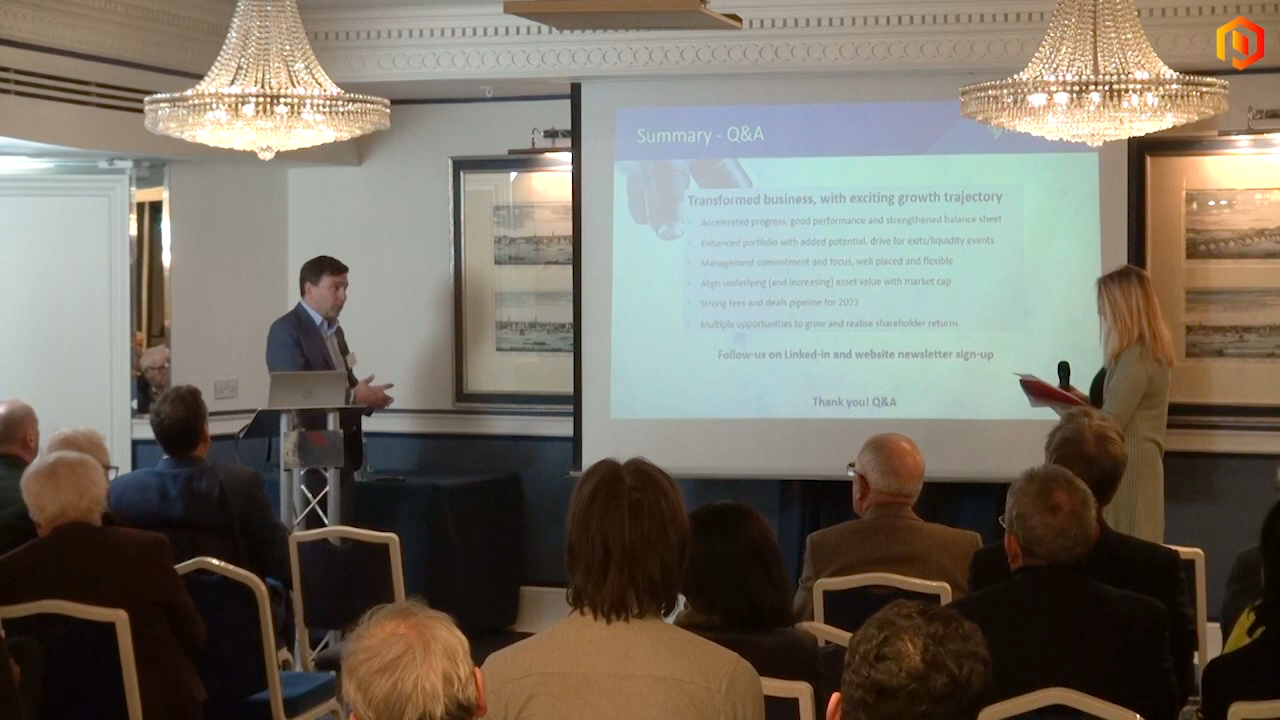 Summary - Q&A
Transformed business, with exciting growth trajectory
Accelerated progress, good performance and strengthened balance sheet
Enhanced portfolio with added potential, drive for exits/liquidity events
Management commitment and focus, well placed and flexible
Align underlying (and increasing) asset value with market cap
Strong fees and deals pipeline for 2023
Multiple opportunities to grow and realise shareholder returns
Follow-us on Linked-in and website newsletter sign-up
Thank you! Q&A